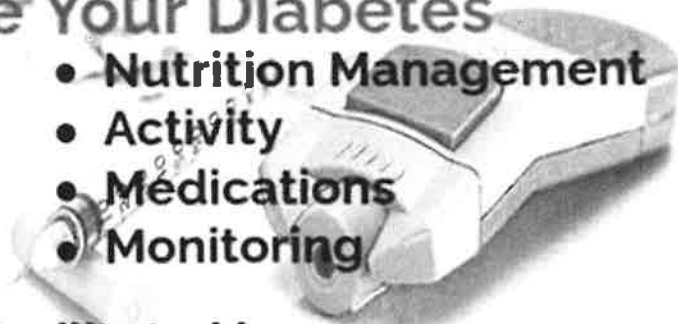 e Your Diabetes
• Nutrition Management
• Activity
• Medications
• Monitoring